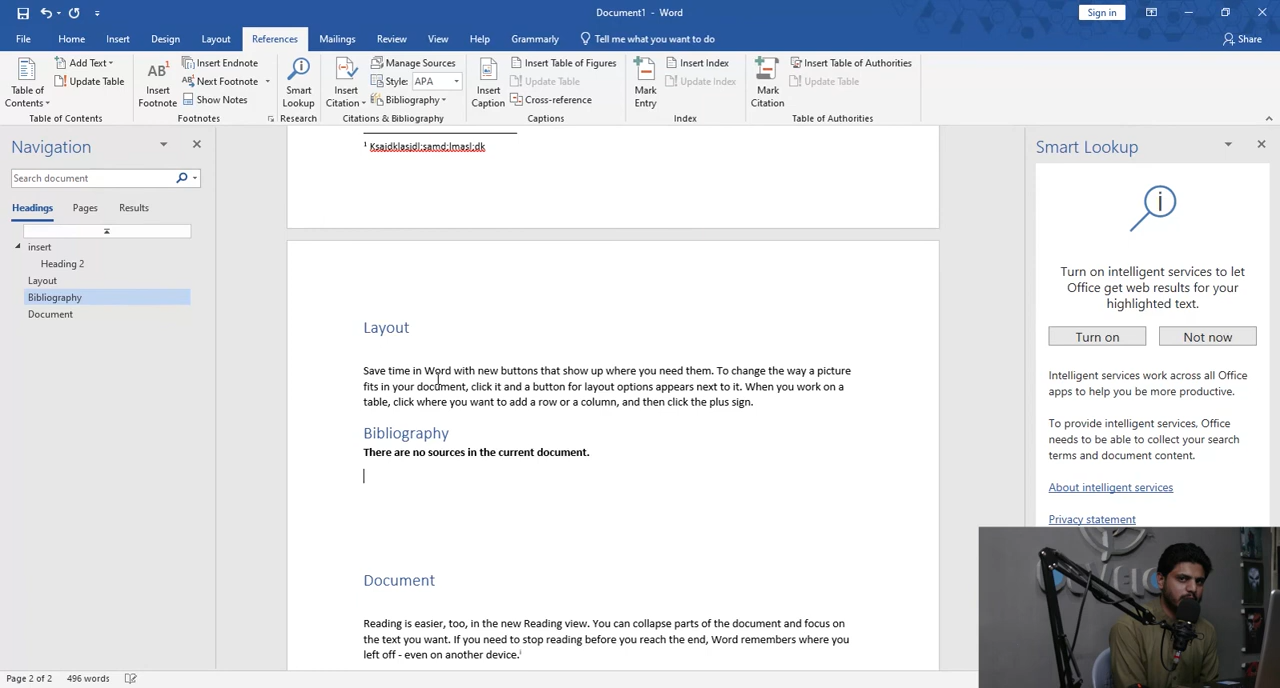 Document1 - Word
Sign in
File Home Insert Design Layout References Mailings Review View Help Grammarly Tell me what you want to do Share
Table of Contents
Add Text
Update Table
Table of Contents
AB¹
Insert Footnote
Insert Endnote
Next Footnote
Show Notes
Footnotes
Smart Lookup
Research
Insert Citation
Manage Sources
Style: APA
Bibliography
Citations & Bibliography
Insert Caption
Insert Table of Figures
Update Table
Cross-reference
Captions
Mark Entry
Insert Index
Update Index
Index
Mark Citation
Insert Table of Authorities
Update Table
Table of Authorities
Navigation
Search document
Headings Pages Results
insert
Heading 2
Layout
Bibliography
Document
¹ Ksajdklasjdl;samd;lmasl;dk
Layout
Save time in Word with new buttons that show up where you need them. To change the way a picture
fits in your document, click it and a button for layout options appears next to it. When you work on a
table, click where you want to add a row or a column, and then click the plus sign.
Bibliography
There are no sources in the current document.
Document
Reading is easier, too, in the new Reading view. You can collapse parts of the document and focus on
the text you want. If you need to stop reading before you reach the end, Word remembers where you
left off - even on another device.ⁱ
Smart Lookup
Turn on intelligent services to let
Office get web results for your
highlighted text.
Turn on Not now
Intelligent services work across all Office
apps to help you be more productive.
To provide intelligent services, Office
needs to be able to collect your search
terms and document content.
About intelligent services
Privacy statement
Page 2 of 2 496 words